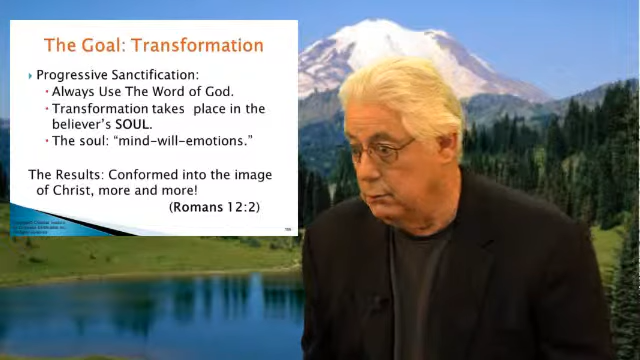 The Goal: Transformation
Progressive Sanctification:
Always Use The Word of God.
Transformation takes place in the
believer's SOUL.
The soul: "mind-will-emotions."
The Results: Conformed into the image
of Christ, more and more!
(Romans 12:2)